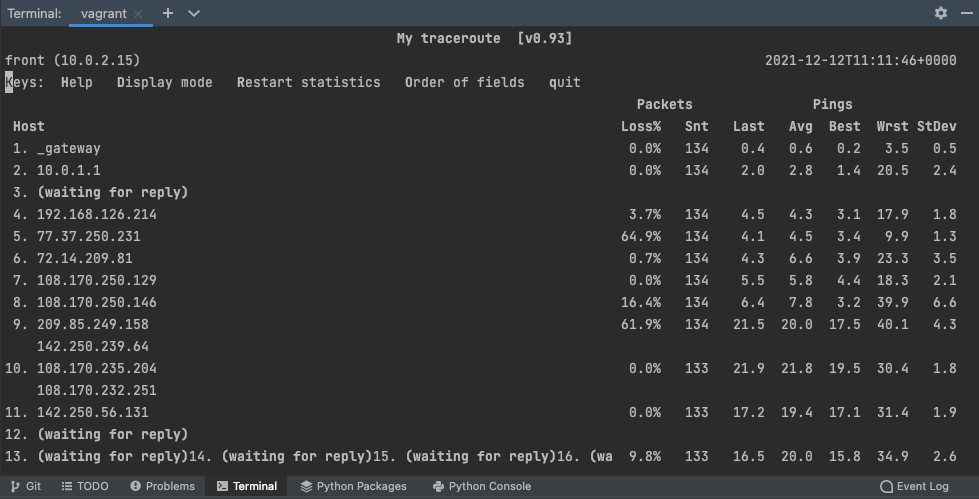 Terminal: vagrant × +
My traceroute [v0.93]
front (10.0.2.15) 2021-12-12T11:11:46+0000
Keys: Help Display mode Restart statistics Order of fields quit
Packets Pings
Host Loss% Snt Last Avg Best Wrst StDev
1. _gateway 0.0% 134 0.4 0.6 0.2 3.5 0.5
2. 10.0.1.1 0.0% 134 2.0 2.8 1.4 20.5 2.4
3. (waiting for reply)
4. 192.168.126.214 3.7% 134 4.5 4.3 3.1 17.9 1.8
5. 77.37.250.231 64.9% 134 4.1 4.5 3.4 9.9 1.3
6. 72.14.209.81 0.7% 134 4.3 6.6 3.9 23.3 3.5
7. 108.170.250.129 0.0% 134 5.5 5.8 4.4 18.3 2.1
8. 108.170.250.146 16.4% 134 6.4 7.8 3.2 39.9 6.6
9. 209.85.249.158 61.9% 134 21.5 20.0 17.5 40.1 4.3
142.250.239.64
10. 108.170.235.204 0.0% 133 21.9 21.8 19.5 30.4 1.8
108.170.232.251
11. 142.250.56.131 0.0% 133 17.2 19.4 17.1 31.4 1.9
12. (waiting for reply)
13. (waiting for reply)14. (waiting for reply)15. (waiting for reply)16. (wa 9.8% 133 16.5 20.0 15.8 34.9 2.6
Git TODO Problems Terminal Python Packages Python Console Event Log